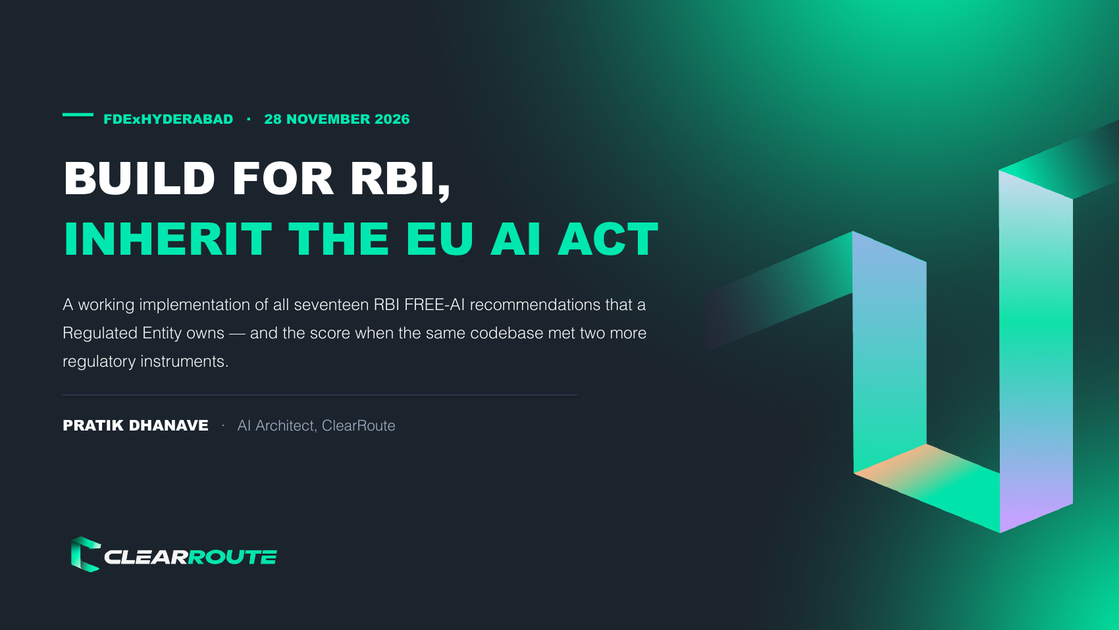 FDExHYDERABAD · 28 NOVEMBER 2026
BUILD FOR RBI,
INHERIT THE EU AI ACT
A working implementation of all seventeen RBI FREE-AI recommendations that a
Regulated Entity owns — and the score when the same codebase met two more
regulatory instruments.
PRATIK DHANAVE · AI Architect, ClearRoute
CLEARROUTE